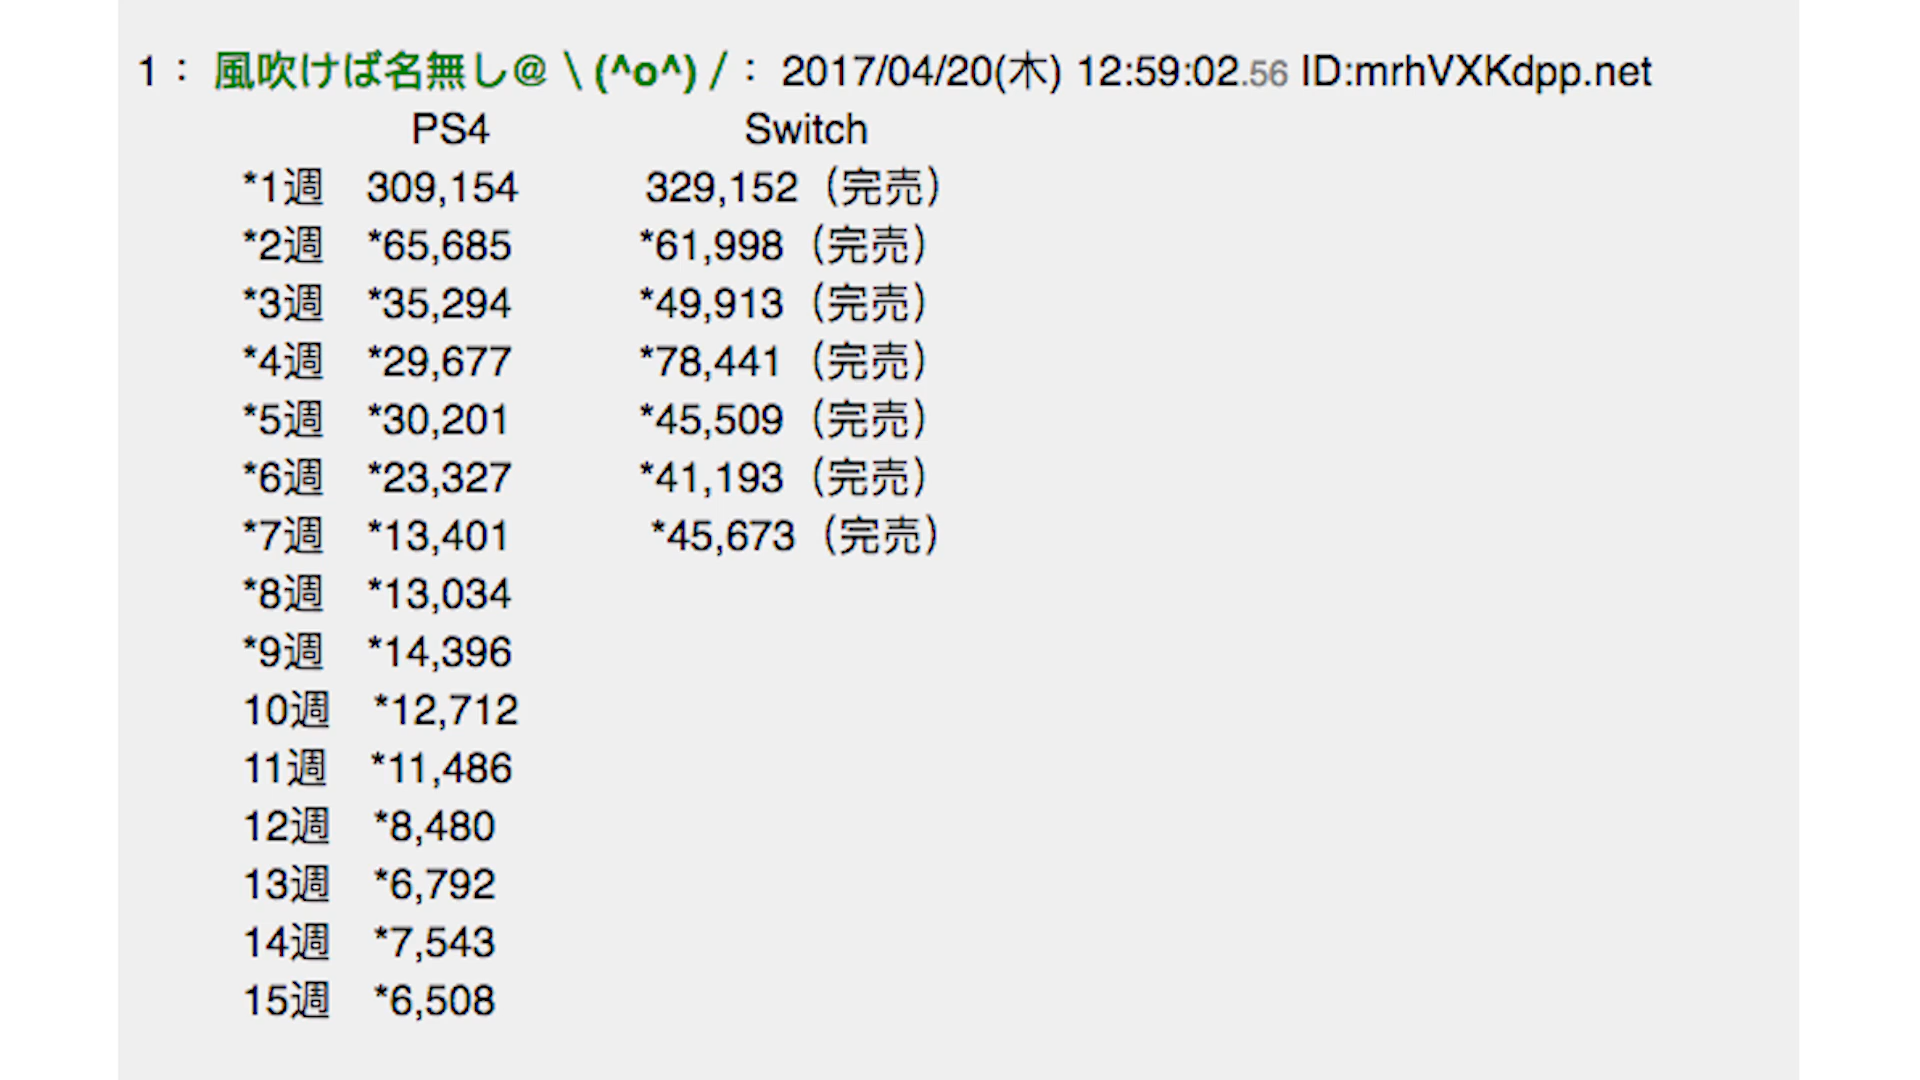 1： 風吹けば名無し＠＼(^o^)／： 2017/04/20(木) 12:59:02.56 ID:mrhVXKdpp.net
PS4 Switch
*1週 309,154 329,152（完売）
*2週 *65,685 *61,998（完売）
*3週 *35,294 *49,913（完売）
*4週 *29,677 *78,441（完売）
*5週 *30,201 *45,509（完売）
*6週 *23,327 *41,193（完売）
*7週 *13,401 *45,673（完売）
*8週 *13,034
*9週 *14,396
10週 *12,712
11週 *11,486
12週 *8,480
13週 *6,792
14週 *7,543
15週 *6,508